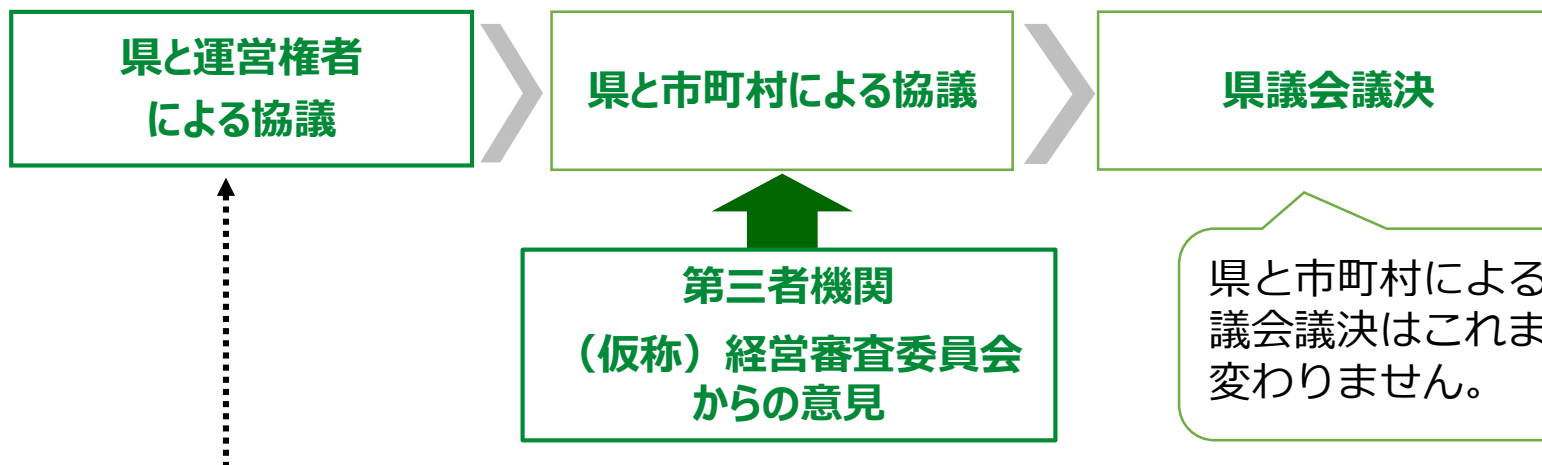 県と運営権者
による協議
県と市町村による協議
県議会議決
第三者機関
（仮称）経営審査委員会
からの意見
県と市町村による
議会議決はこれま
変わりません。